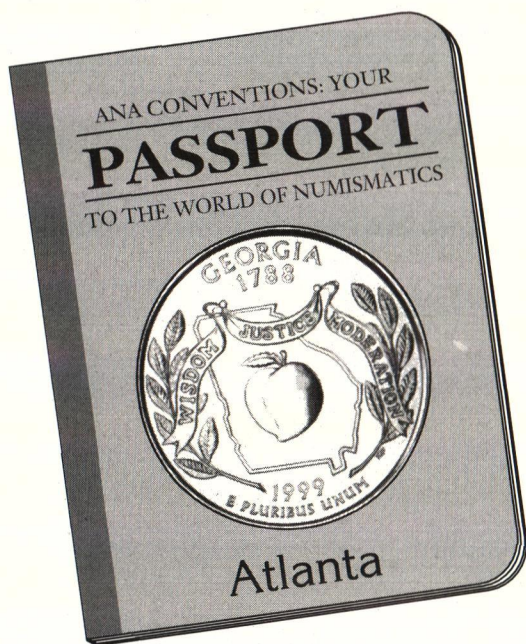 ANA CONVENTIONS: YOUR
PASSPORT
TO THE WORLD OF NUMISMATICS
GEORGIA
1788
WISDOM JUSTICE MODERATION
1999
E PLURIBUS UNUM
Atlanta